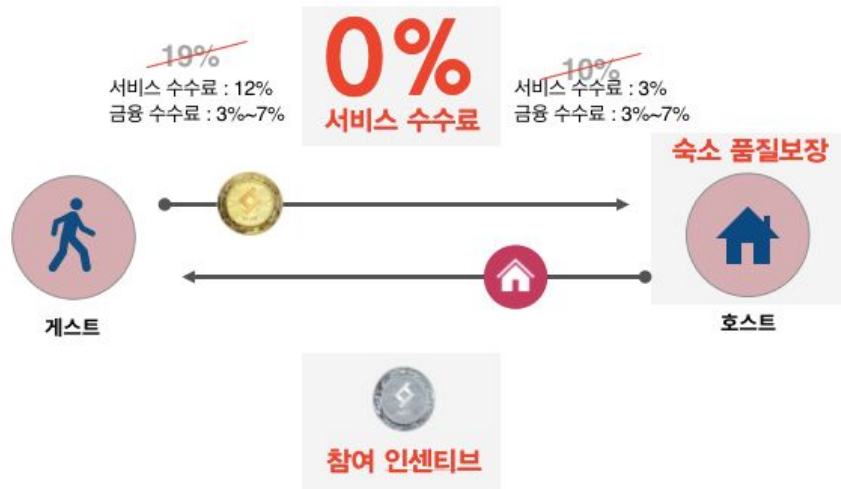 19%
서비스 수수료 : 12%
금융 수수료 : 3%~7%
0%
서비스 수수료
10%
서비스 수수료 : 3%
금융 수수료 : 3%~7%
숙소 품질보장
게스트
호스트
참여 인센티브